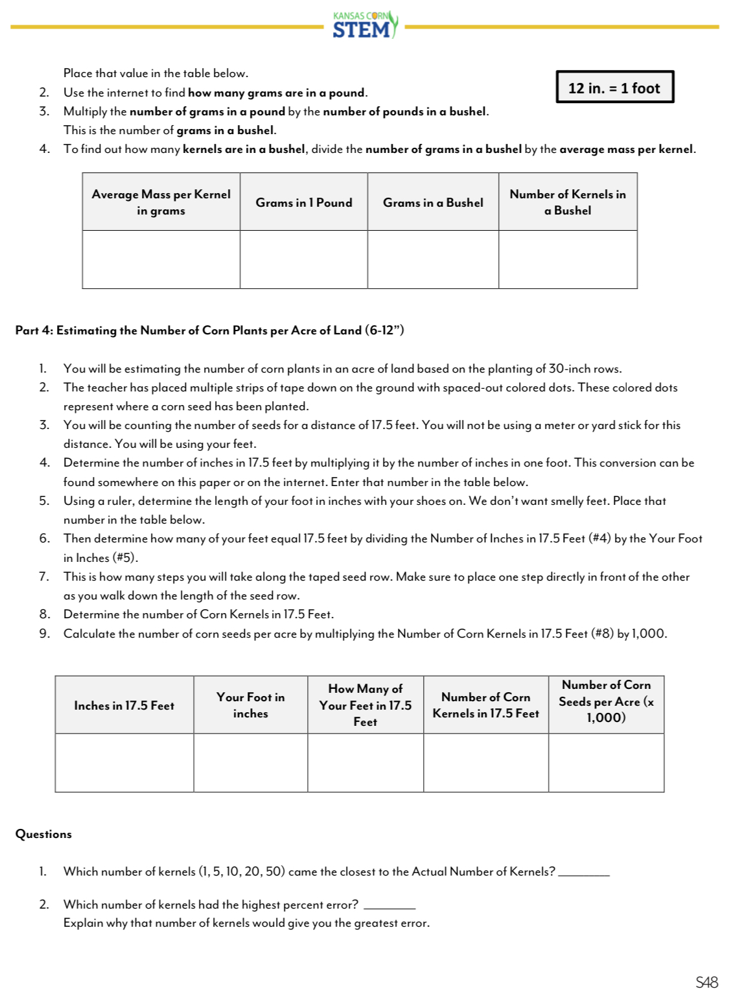 KANSAS CORN
STEM
Place that value in the table below.
12 in. = 1 foot
2. Use the internet to find how many grams are in a pound.
3. Multiply the number of grams in a pound by the number of pounds in a bushel.
This is the number of grams in a bushel.
4. To find out how many kernels are in a bushel, divide the number of grams in a bushel by the average mass per kernel.
Average Mass per Kernel
in grams
Grams in 1 Pound
Grams in a Bushel
Number of Kernels in
a Bushel
Part 4: Estimating the Number of Corn Plants per Acre of Land (6-12”)
1. You will be estimating the number of corn plants in an acre of land based on the planting of 30-inch rows.
2. The teacher has placed multiple strips of tape down on the ground with spaced-out colored dots. These colored dots
represent where a corn seed has been planted.
3. You will be counting the number of seeds for a distance of 17.5 feet. You will not be using a meter or yard stick for this
distance. You will be using your feet.
4. Determine the number of inches in 17.5 feet by multiplying it by the number of inches in one foot. This conversion can be
found somewhere on this paper or on the internet. Enter that number in the table below.
5. Using a ruler, determine the length of your foot in inches with your shoes on. We don’t want smelly feet. Place that
number in the table below.
6. Then determine how many of your feet equal 17.5 feet by dividing the Number of Inches in 17.5 Feet (#4) by the Your Foot
in Inches (#5).
7. This is how many steps you will take along the taped seed row. Make sure to place one step directly in front of the other
as you walk down the length of the seed row.
8. Determine the number of Corn Kernels in 17.5 Feet.
9. Calculate the number of corn seeds per acre by multiplying the Number of Corn Kernels in 17.5 Feet (#8) by 1,000.
Inches in 17.5 Feet
Your Foot in
inches
How Many of
Your Feet in 17.5
Feet
Number of Corn
Kernels in 17.5 Feet
Number of Corn
Seeds per Acre (x
1,000)
Questions
1. Which number of kernels (1, 5, 10, 20, 50) came the closest to the Actual Number of Kernels? ________
2. Which number of kernels had the highest percent error? ________
Explain why that number of kernels would give you the greatest error.
S48